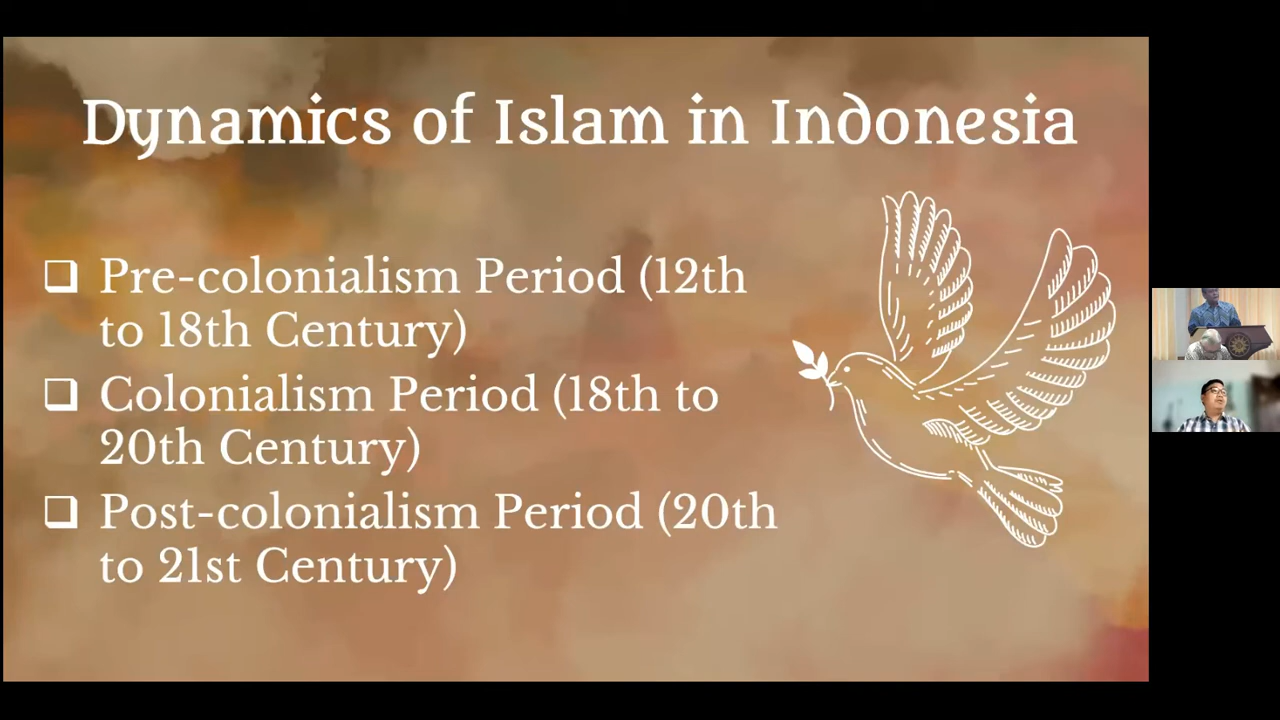 Dynamics of Islam in Indonesia
Pre-colonialism Period (12th
to 18th Century)
Colonialism Period (18th to
20th Century)
Post-colonialism Period (20th
to 21st Century)